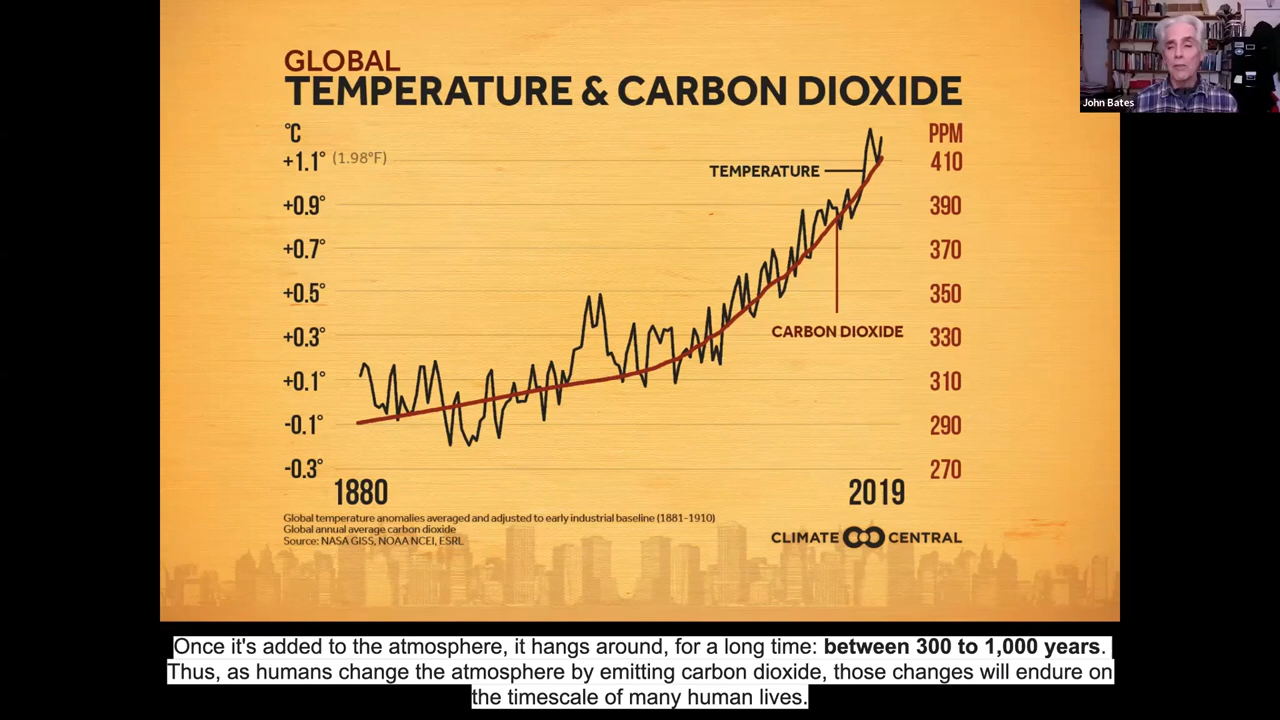 GLOBAL
TEMPERATURE & CARBON DIOXIDE
°C
PPM
+1.1° (1.98°F)
410
+0.9°
390
+0.7°
370
+0.5°
350
+0.3°
330
+0.1°
310
-0.1°
290
-0.3°
270
TEMPERATURE
CARBON DIOXIDE
1880
2019
Global temperature anomalies averaged and adjusted to early industrial baseline (1881-1910)
Global annual average carbon dioxide
Source: NASA GISS, NOAA NCEI, ESRL
CLIMATE CENTRAL
John Bates
Once it's added to the atmosphere, it hangs around, for a long time: between 300 to 1,000 years.
Thus, as humans change the atmosphere by emitting carbon dioxide, those changes will endure on
the timescale of many human lives.